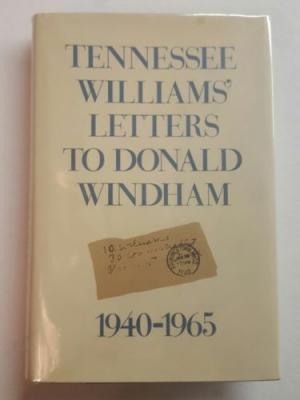 TENNESSEE
WILLIAMS'
LETTERS
TO DONALD
WINDHAM
1940-1965